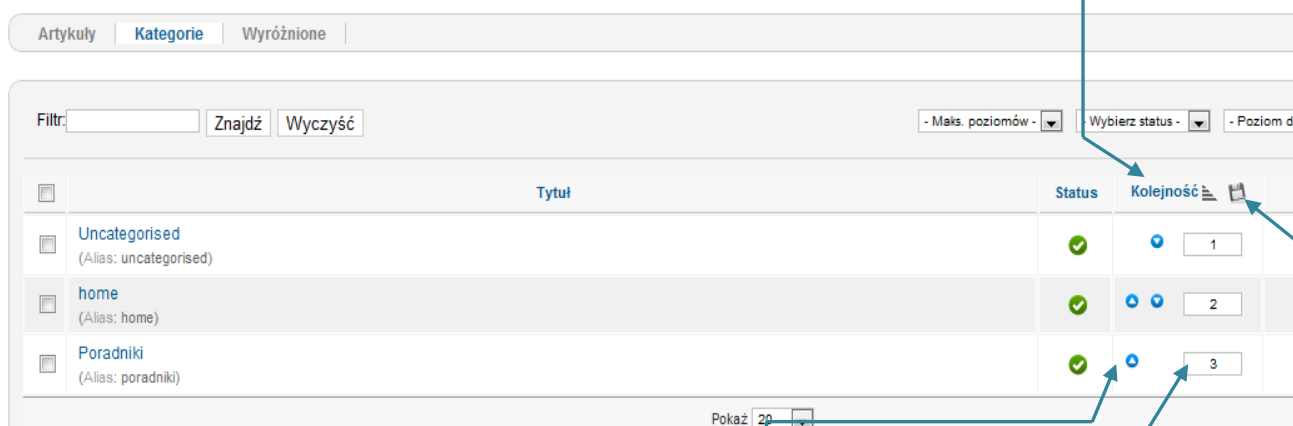 Artykuły Kategorie Wyróżnione
Filtr: Znajdź Wyczyść - Maks. poziomów - - Wybierz status - - Poziom d
Tytuł Status Kolejność
Uncategorised 1
(Alias: uncategorised)
home 2
(Alias: home)
Poradniki 3
(Alias: poradniki)
Pokaż 20